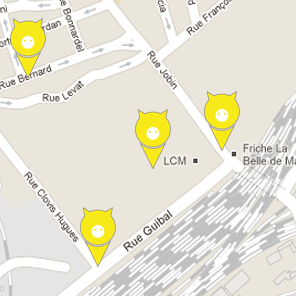 Bonnardel
Rue Bernard
Rue Levat
Rue Jobin
Rue François
LCM
Friche La
Belle de Ma
Rue Clovis Hugues
Rue Guibal